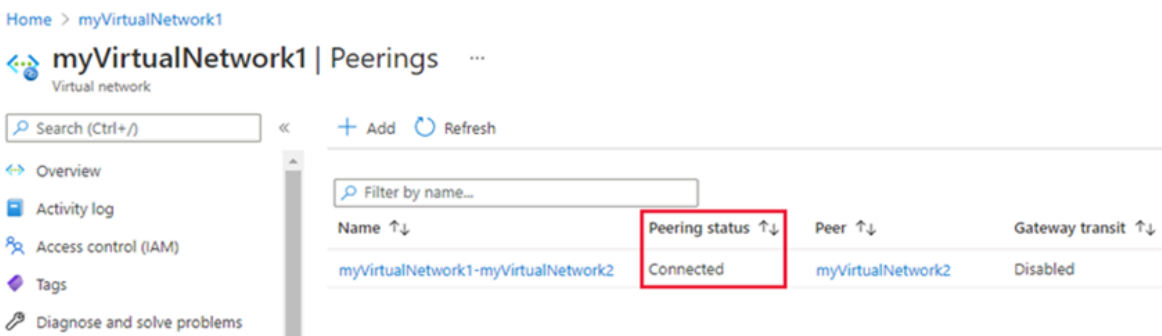 Home > myVirtualNetwork1
myVirtualNetwork1 | Peerings ...
Virtual network
Search (Ctrl+/) «
+ Add Refresh
Overview
Activity log
Access control (IAM)
Tags
Diagnose and solve problems
Filter by name...
Name ↑↓ Peering status ↑↓ Peer ↑↓ Gateway transit ↑↓
myVirtualNetwork1-myVirtualNetwork2 Connected myVirtualNetwork2 Disabled